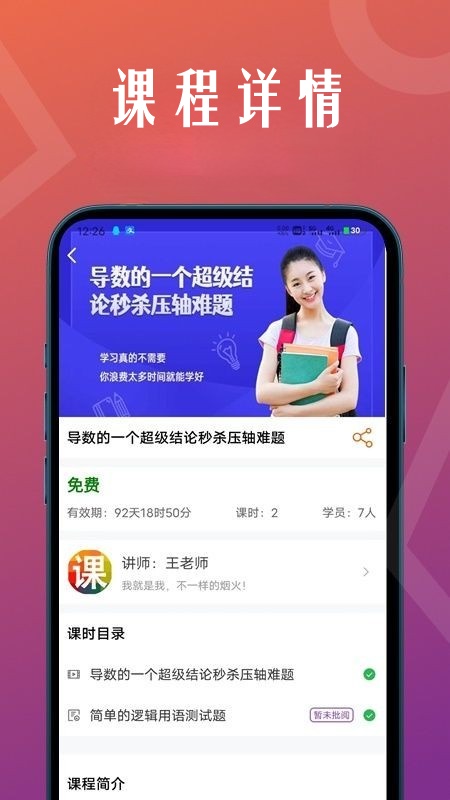 课程详情
12:26
30
导数的一个超级结
论秒杀压轴难题
学习真的不需要
你浪费太多时间就能学好
导数的一个超级结论秒杀压轴难题
免费
有效期：92天18时50分 课时：2 学员：7人
课
讲师：王老师
我就是我，不一样的烟火！
课时目录
导数的一个超级结论秒杀压轴难题
简单的逻辑用语测试题 暂未批阅
课程简介